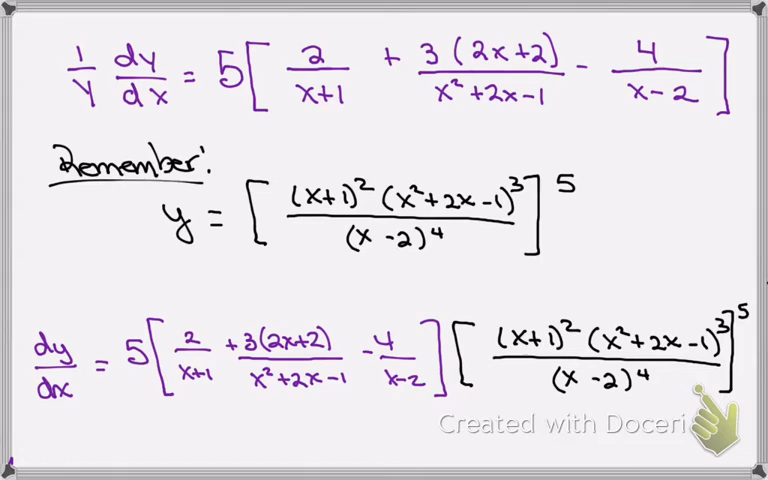 1/y dy/dx = 5[ 2/(x+1) + 3(2x+2)/(x²+2x-1) - 4/(x-2) ]
Remember:
y = [ (x+1)² (x²+2x-1)³ / (x-2)⁴ ]⁵
dy/dx = 5[ 2/(x+1) + 3(2x+2)/(x²+2x-1) - 4/(x-2) ] [ (x+1)² (x²+2x-1)³ / (x-2)⁴ ]⁵
Created with Doceri